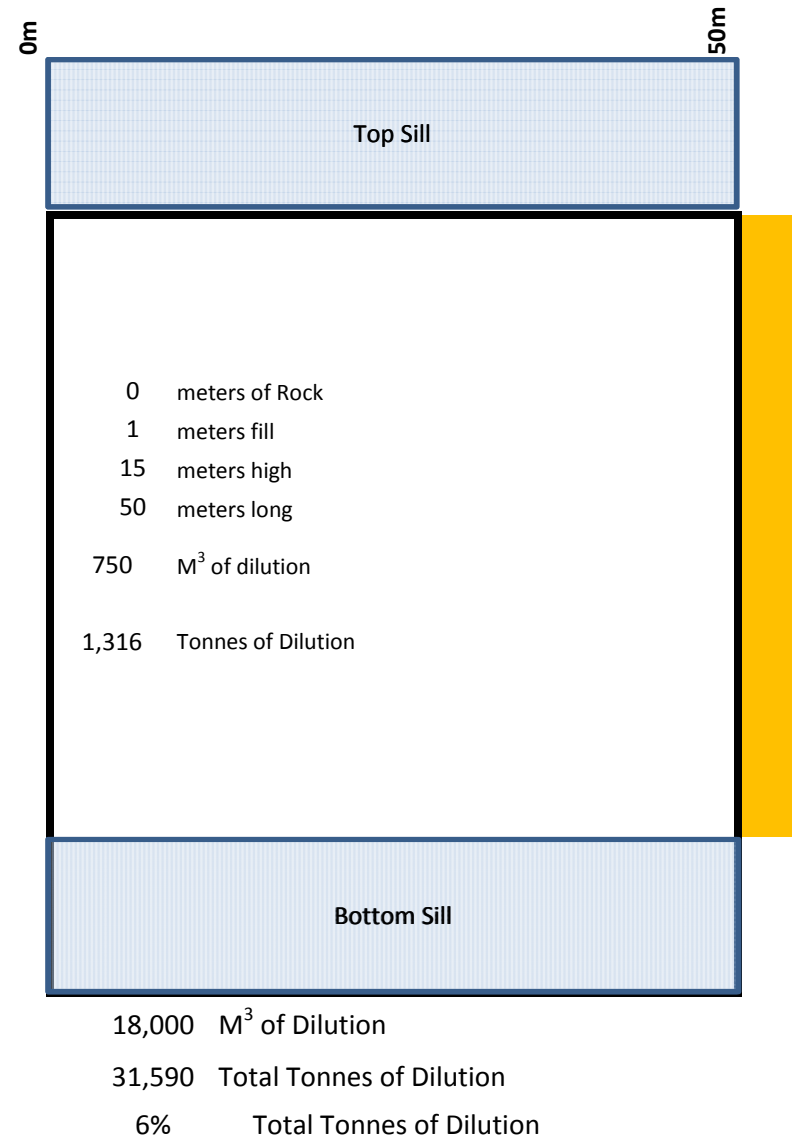 0m 50m
Top Sill
0 meters of Rock
1 meters fill
15 meters high
50 meters long
750 M³ of dilution
1,316 Tonnes of Dilution
Bottom Sill
18,000 M³ of Dilution
31,590 Total Tonnes of Dilution
6% Total Tonnes of Dilution